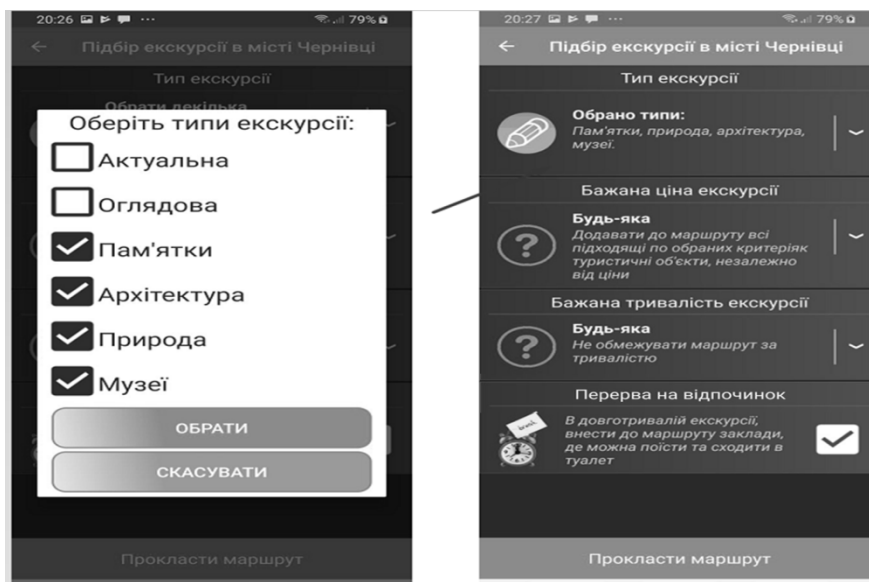 20:26 79%
Підбір екскурсії в місті Чернівці
Тип екскурсії
Обрати декілька
Оберіть типи екскурсії:
Актуальна
Оглядова
Пам'ятки
Архітектура
Природа
Музеї
ОБРАТИ
СКАСУВАТИ
Прокласти маршрут
20:27 79%
Підбір екскурсії в місті Чернівці
Тип екскурсії
Обрано типи:
Пам'ятки, природа, архітектура,
музеї.
Бажана ціна екскурсії
Будь-яка
Додавати до маршруту всі
підходящі по обраних критеріяк
туристичні об'єкти, незалежно
від ціни
Бажана тривалість екскурсії
Будь-яка
Не обмежувати маршрут за
тривалістю
Перерва на відпочинок
В довготривалій екскурсії,
внести до маршруту заклади,
де можна поїсти та сходити в
туалет
Прокласти маршрут